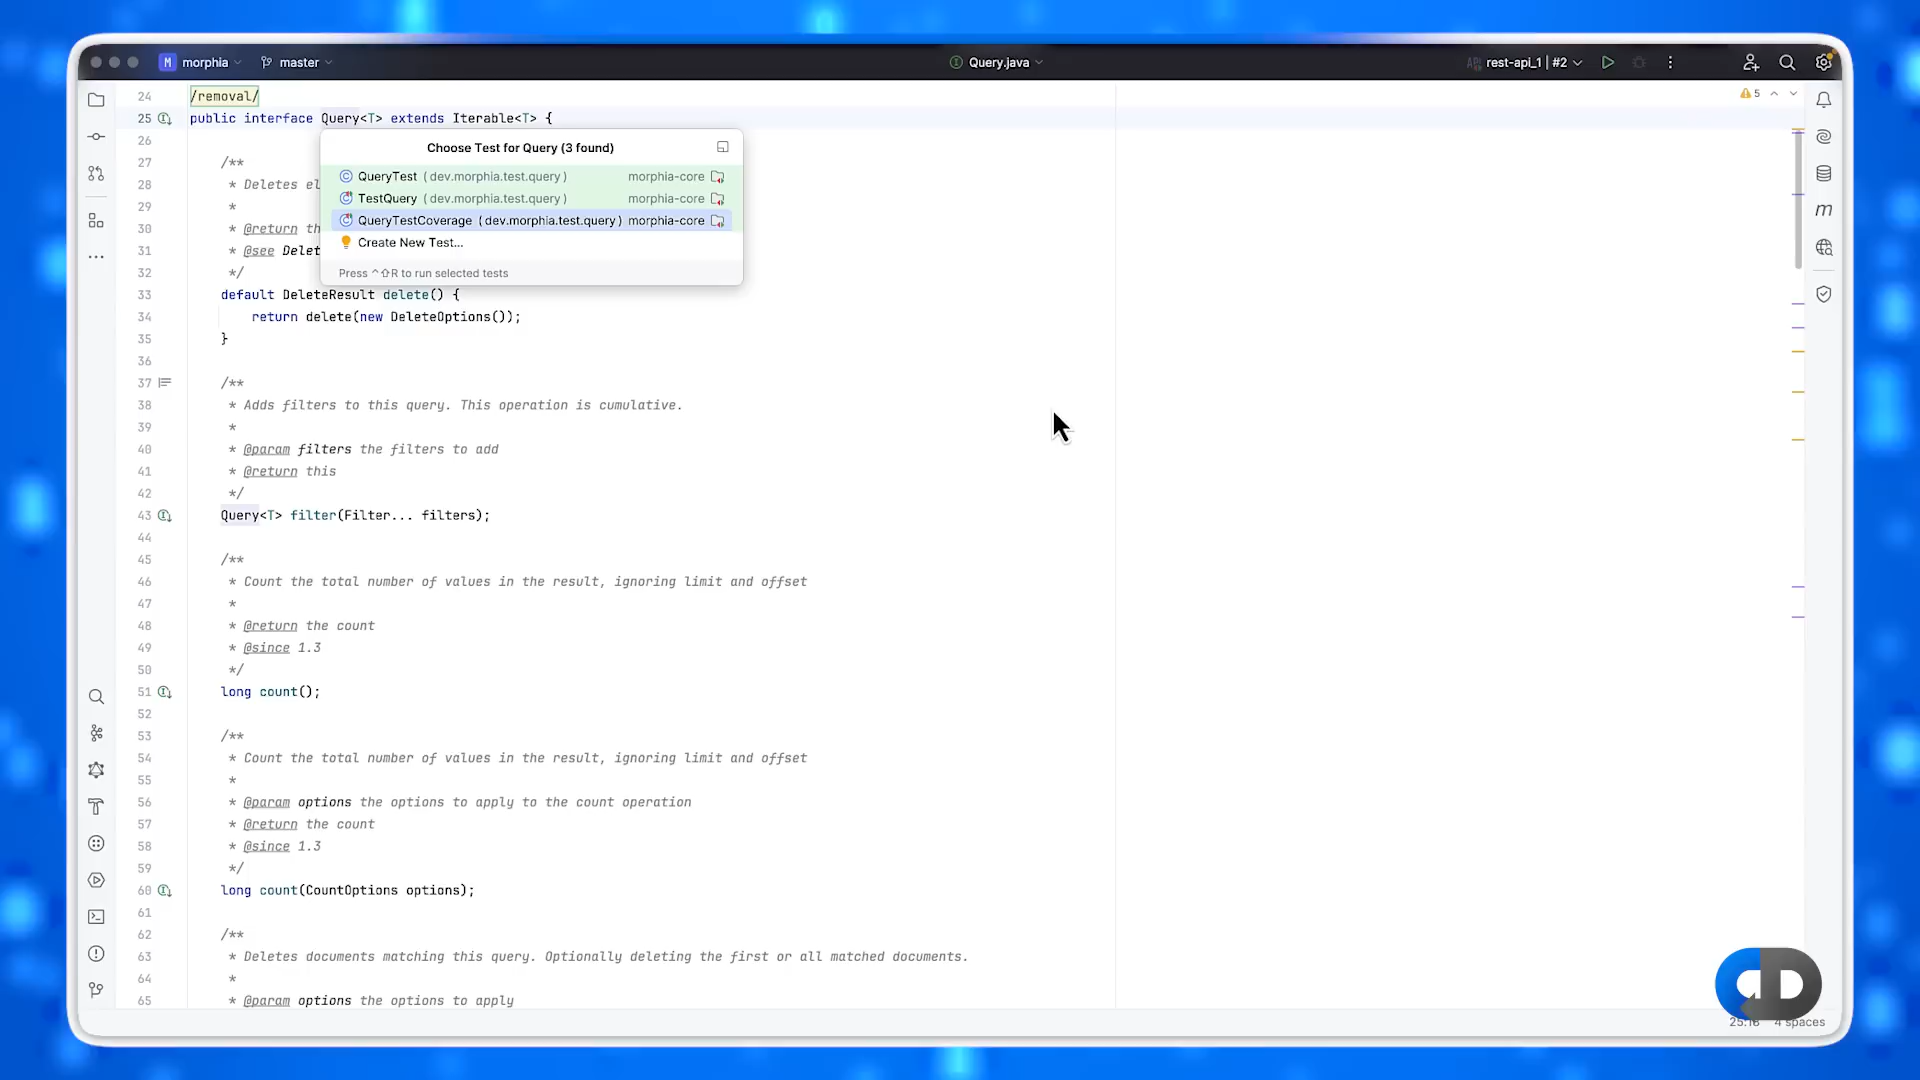 M morphia master Query.java API rest-api_1 | #2
24 /removal/ 5
25 public interface Query<T> extends Iterable<T> {
26
Choose Test for Query (3 found)
27 /**
QueryTest (dev.morphia.test.query) morphia-core
28 * Deletes el
TestQuery (dev.morphia.test.query) morphia-core
29 *
QueryTestCoverage (dev.morphia.test.query) morphia-core
30 * @return th
Create New Test...
31 * @see Delet
Press ^⇧R to run selected tests
32 */
33 default DeleteResult delete() {
34 return delete(new DeleteOptions());
35 }
36
37 /**
38 * Adds filters to this query. This operation is cumulative.
39 *
40 * @param filters the filters to add
41 * @return this
42 */
43 Query<T> filter(Filter... filters);
44
45 /**
46 * Count the total number of values in the result, ignoring limit and offset
47 *
48 * @return the count
49 * @since 1.3
50 */
51 long count();
52
53 /**
54 * Count the total number of values in the result, ignoring limit and offset
55 *
56 * @param options the options to apply to the count operation
57 * @return the count
58 * @since 1.3
59 */
60 long count(CountOptions options);
61
62 /**
63 * Deletes documents matching this query. Optionally deleting the first or all matched documents.
64 *
65 * @param options the options to apply
25:16 4 spaces